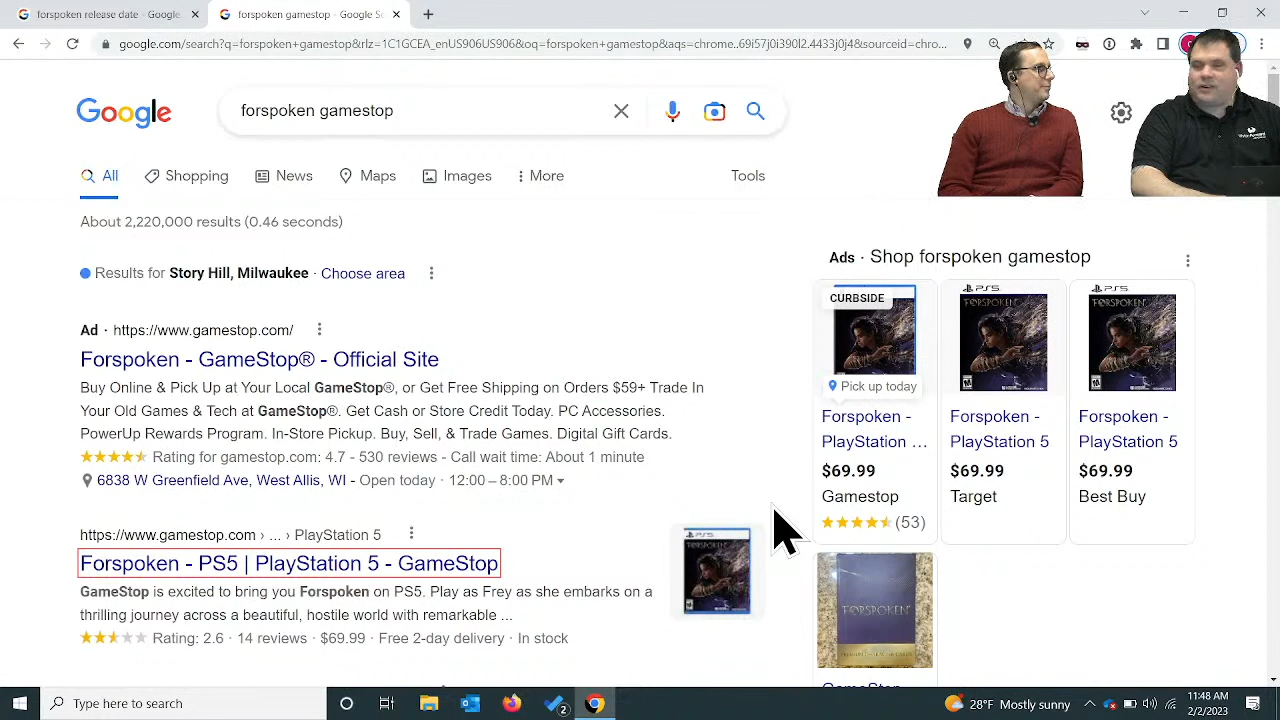 forspoken release date - Google
forspoken gamestop - Google Se
google.com/search?q=forspoken+gamestop&rlz=1C1GCEA_enUS906US906&oq=forspoken+gamestop&aqs=chrome..69i57j0i390l2.4433j0j4&sourceid=chro...
Google
forspoken gamestop
All
Shopping
News
Maps
Images
More
Tools
About 2,220,000 results (0.46 seconds)
Results for Story Hill, Milwaukee · Choose area
Ad · https://www.gamestop.com/
Forspoken - GameStop® - Official Site
Buy Online & Pick Up at Your Local GameStop®, or Get Free Shipping on Orders $59+ Trade In
Your Old Games & Tech at GameStop®. Get Cash or Store Credit Today. PC Accessories.
PowerUp Rewards Program. In-Store Pickup. Buy, Sell, & Trade Games. Digital Gift Cards.
Rating for gamestop.com: 4.7 - 530 reviews - Call wait time: About 1 minute
6838 W Greenfield Ave, West Allis, WI - Open today · 12:00 – 8:00 PM
https://www.gamestop.com › ... › PlayStation 5
Forspoken - PS5 | PlayStation 5 - GameStop
GameStop is excited to bring you Forspoken on PS5. Play as Frey as she embarks on a
thrilling journey across a beautiful, hostile world with remarkable ...
Rating: 2.6 · 14 reviews · $69.99 · Free 2-day delivery · In stock
Ads · Shop forspoken gamestop
CURBSIDE
Pick up today
Forspoken -
PlayStation ...
$69.99
Gamestop
(53)
PS5
FORSPOKEN
Forspoken -
PlayStation 5
$69.99
Target
PS5
FORSPOKEN
Forspoken -
PlayStation 5
$69.99
Best Buy
FORSPOKEN
Type here to search
2
28°F Mostly sunny
11:48 AM
2/2/2023